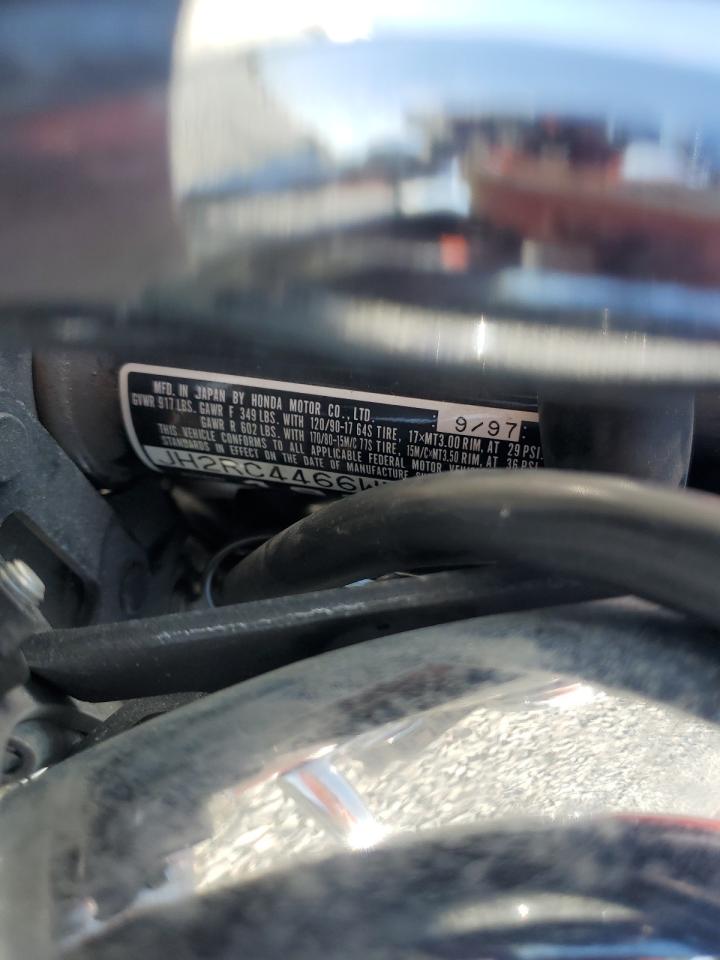 MFD. IN JAPAN BY HONDA MOTOR CO., LTD 9/97
GVWR 917 LBS. GAWR F 349 LBS. WITH 120/90-17 64S TIRE, 17×MT3.00 RIM, AT 29 PSI
GAWR R 602 LBS. WITH 170/80-15M/C 77S TIRE, 15M/C×MT3.50 RIM, AT 36 PSI
THIS VEHICLE CONFORMS TO ALL APPLICABLE FEDERAL MOTOR
STANDARDS IN EFFECT ON THE DATE OF MANUFACTURE
JH2RC4466W